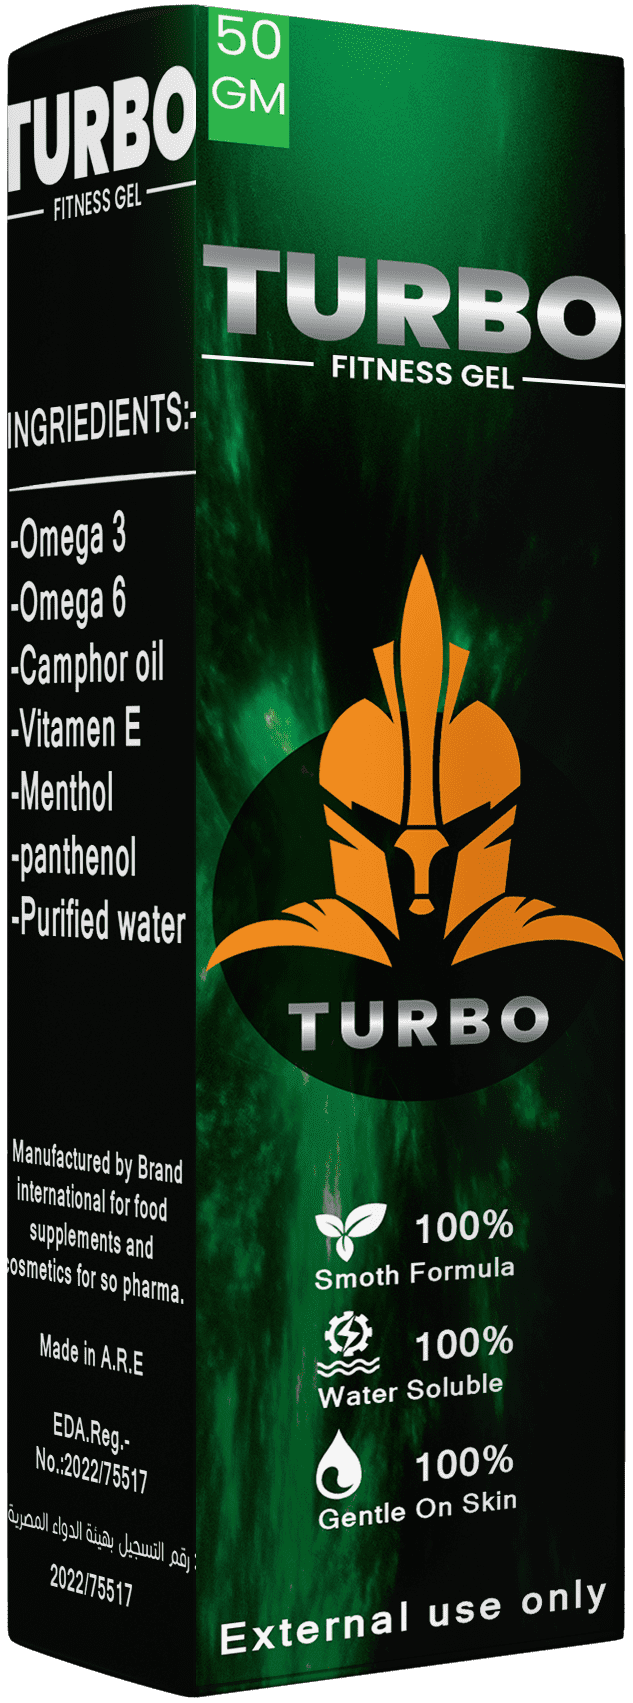 TURBO
FITNESS GEL
INGRIEDIENTS:-
-Omega 3
-Omega 6
-Camphor oil
-Vitamen E
-Menthol
-panthenol
-Purified water
Manufactured by Brand
international for food
supplements and
cosmetics for so pharma.
Made in A.R.E
EDA.Reg.-
No.:2022/75517
رقم التسجيل بهيئة الدواء المصرية :
2022/75517
50
GM
TURBO
FITNESS GEL
TURBO
100%
Smoth Formula
100%
Water Soluble
100%
Gentle On Skin
External use only